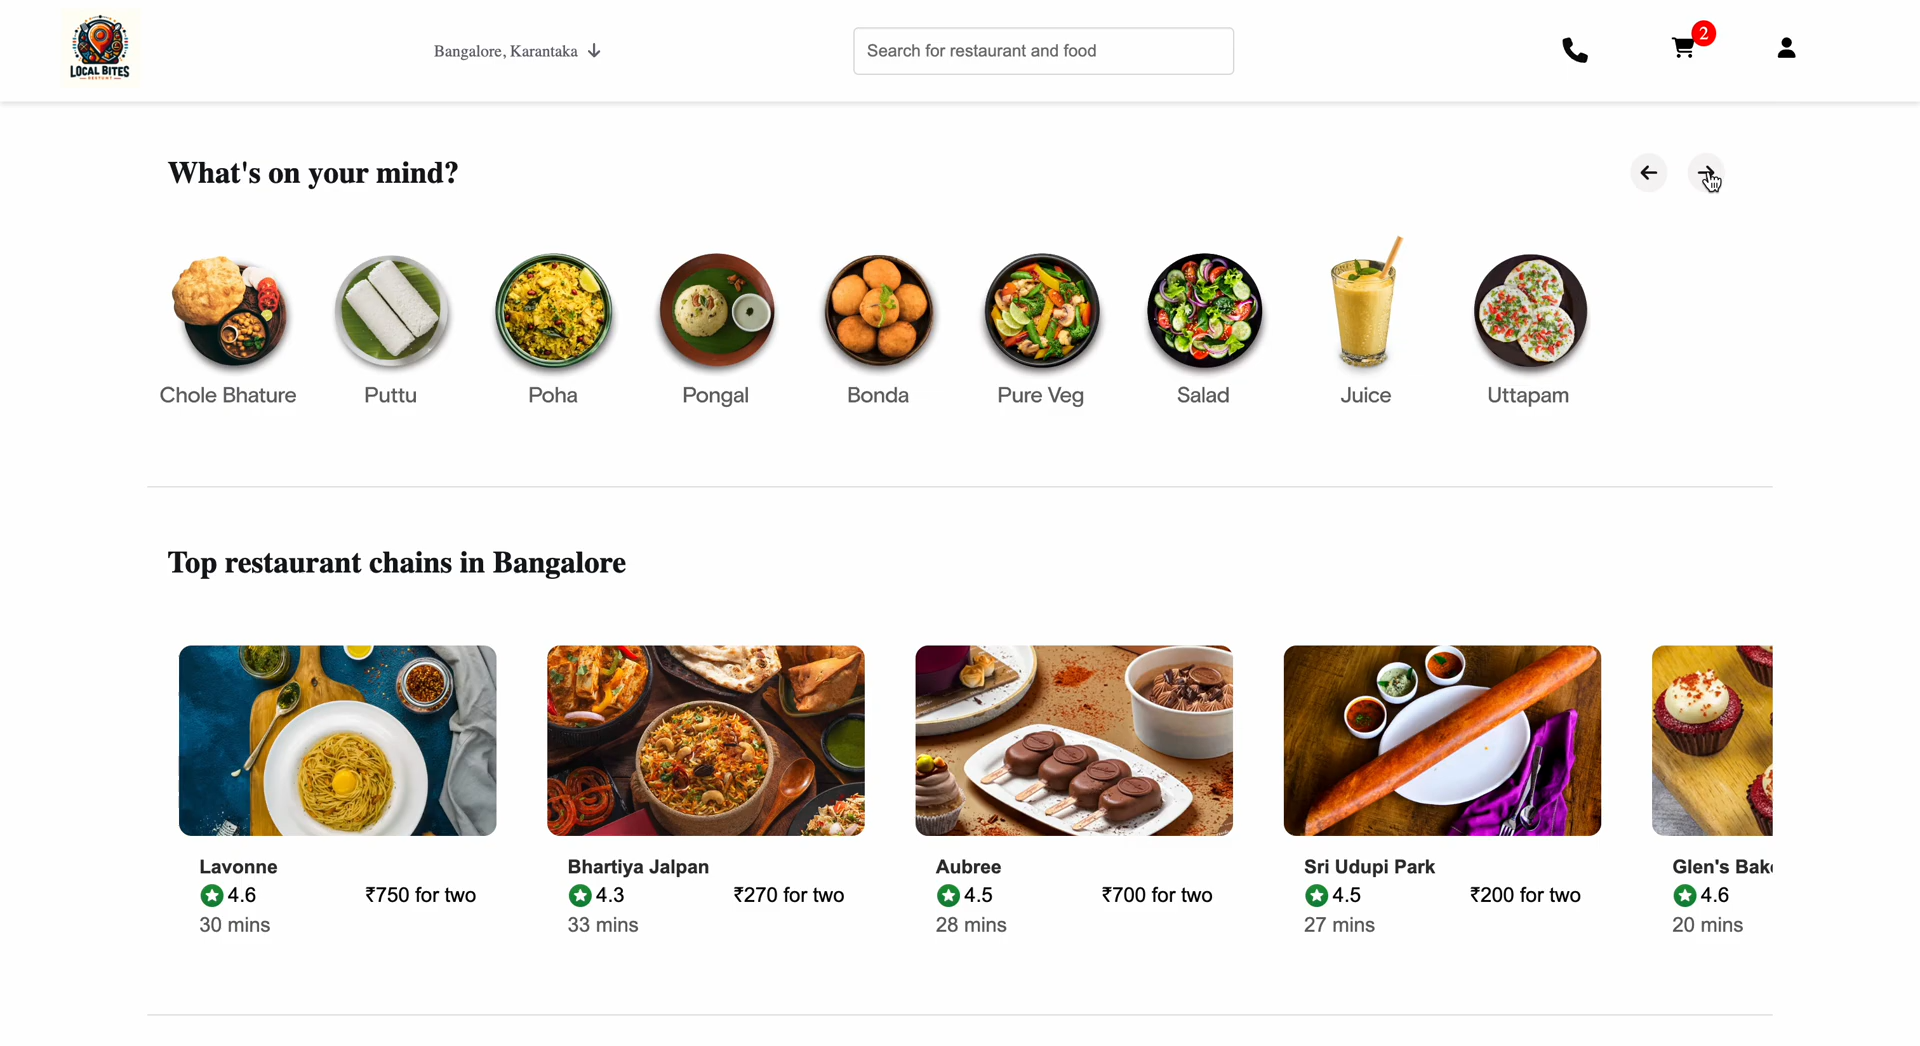 LOCAL BITES
Bangalore, Karantaka
Search for restaurant and food
2
What's on your mind?
Chole Bhature
Puttu
Poha
Pongal
Bonda
Pure Veg
Salad
Juice
Uttapam
Top restaurant chains in Bangalore
Lavonne
4.6 ₹750 for two
30 mins
Bhartiya Jalpan
4.3 ₹270 for two
33 mins
Aubree
4.5 ₹700 for two
28 mins
Sri Udupi Park
4.5 ₹200 for two
27 mins
Glen's
4.6
20 mins